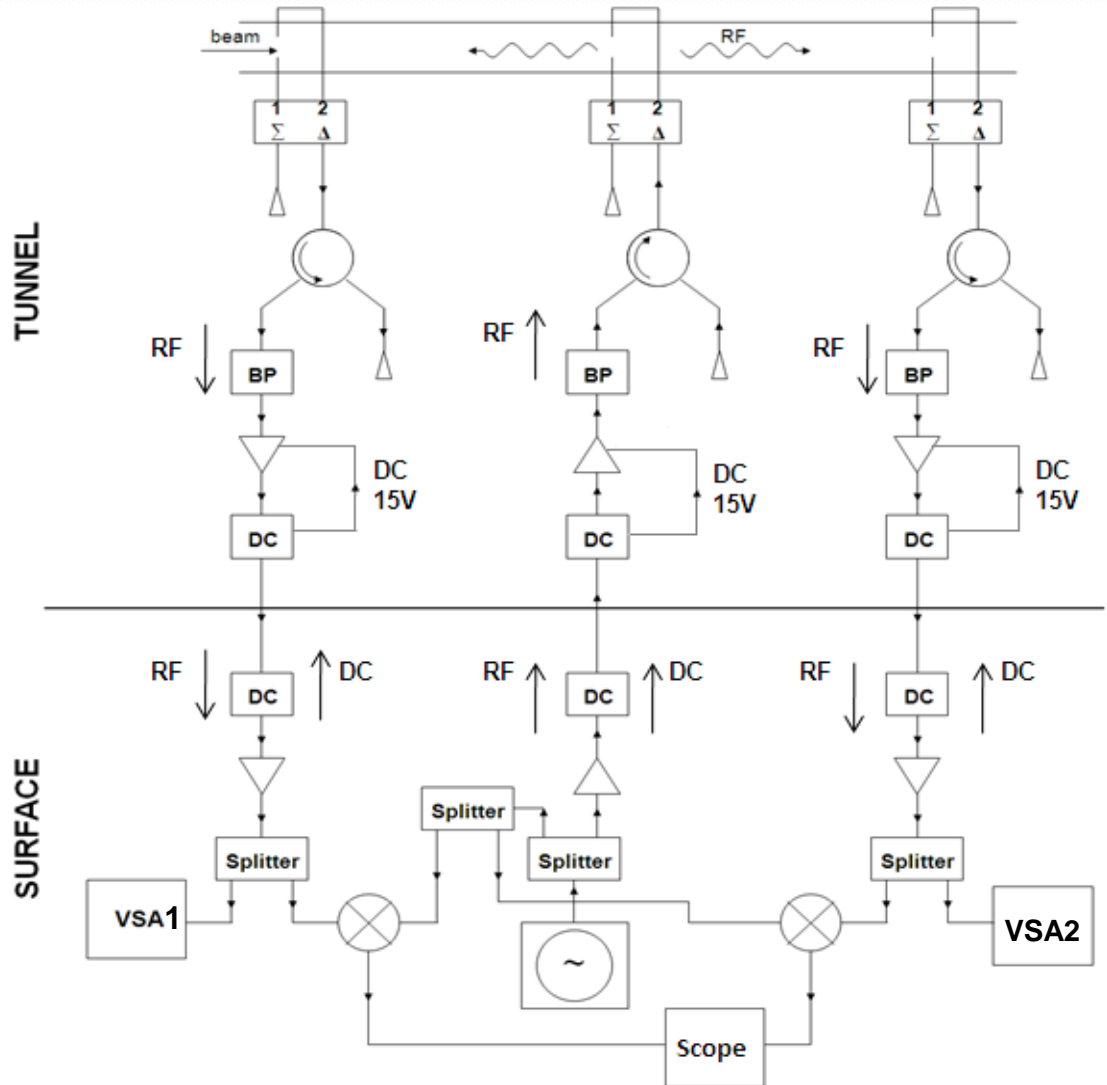 beam
RF
1 2
Σ Δ
1 2
Σ Δ
1 2
Σ Δ
TUNNEL
RF
BP
RF
BP
RF
BP
DC
15V
DC
15V
DC
15V
DC
DC
DC
SURFACE
RF
DC
DC
RF
DC
DC
RF
DC
DC
Splitter
Splitter
Splitter
Splitter
VSA1
~
VSA2
Scope